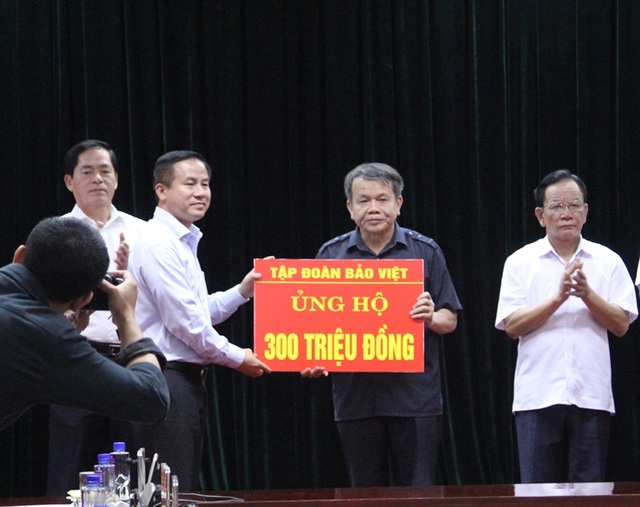 TẬP ĐOÀN BẢO VIỆT
ỦNG HỘ
300 TRIỆU ĐỒNG